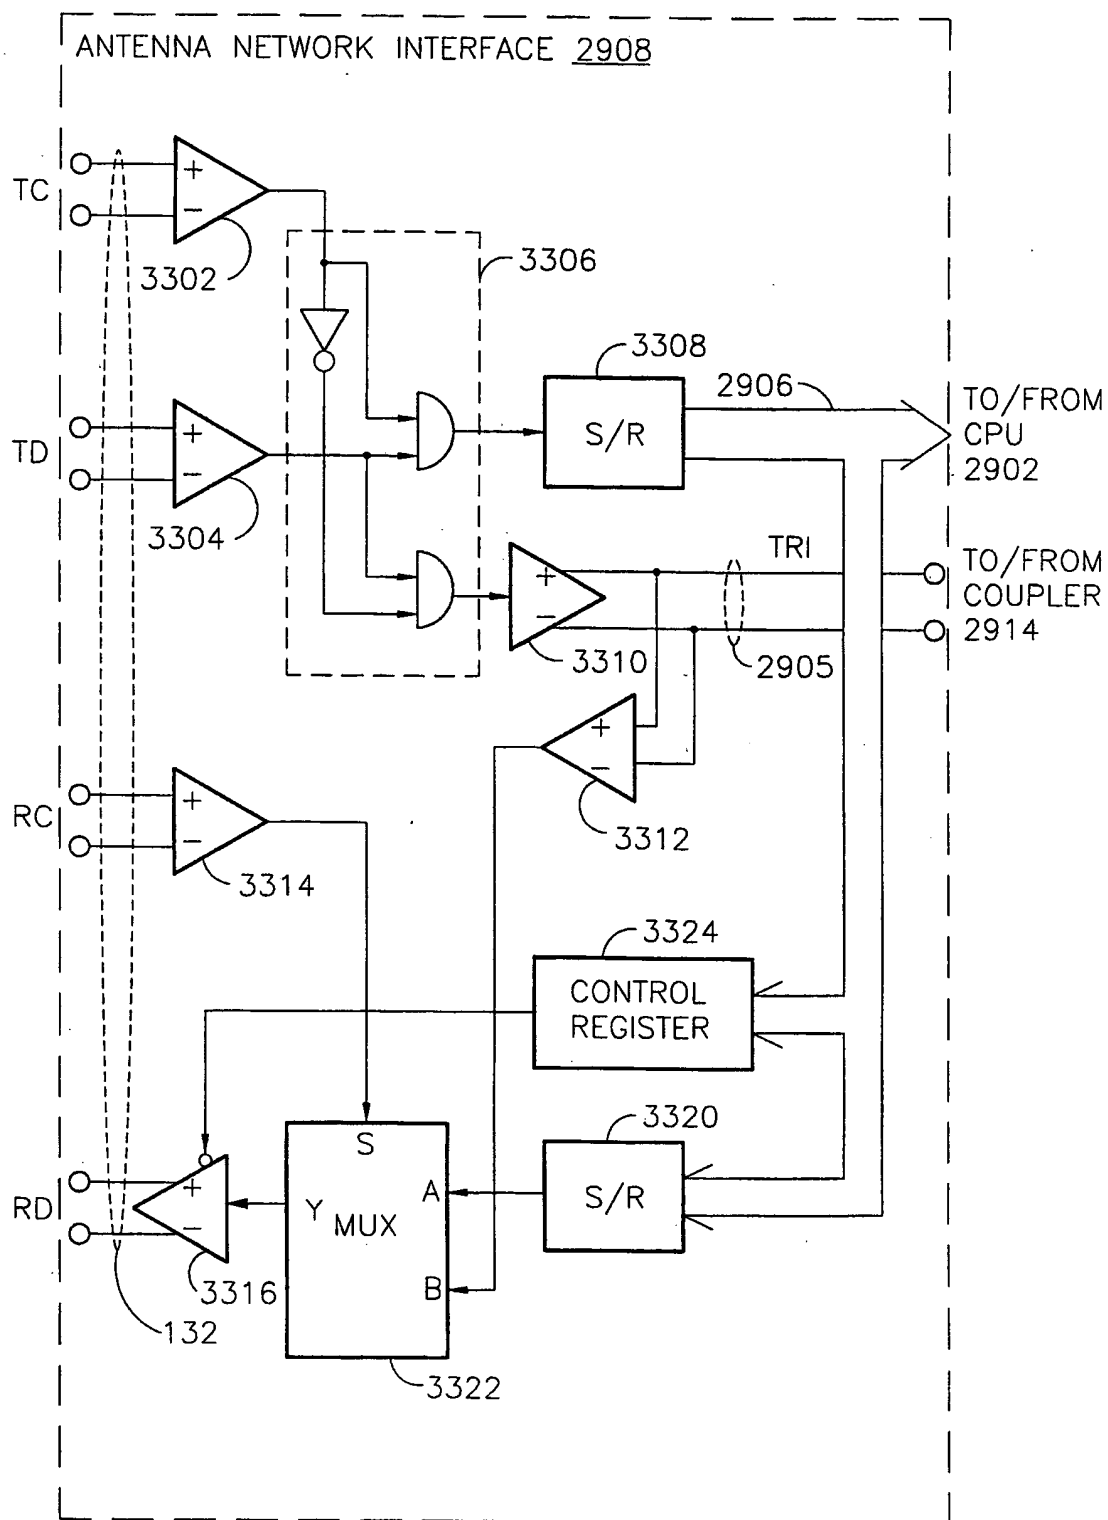 ANTENNA NETWORK INTERFACE 2908
TC
+
−
3302
3306
3308
2906
S/R
TO/FROM
CPU
2902
TD
+
−
3304
TRI
TO/FROM
COUPLER
2914
+
−
3310
2905
+
−
3312
RC
+
−
3314
3324
CONTROL
REGISTER
3320
S
A
S/R
RD
+
−
Y
MUX
B
3316
132
3322